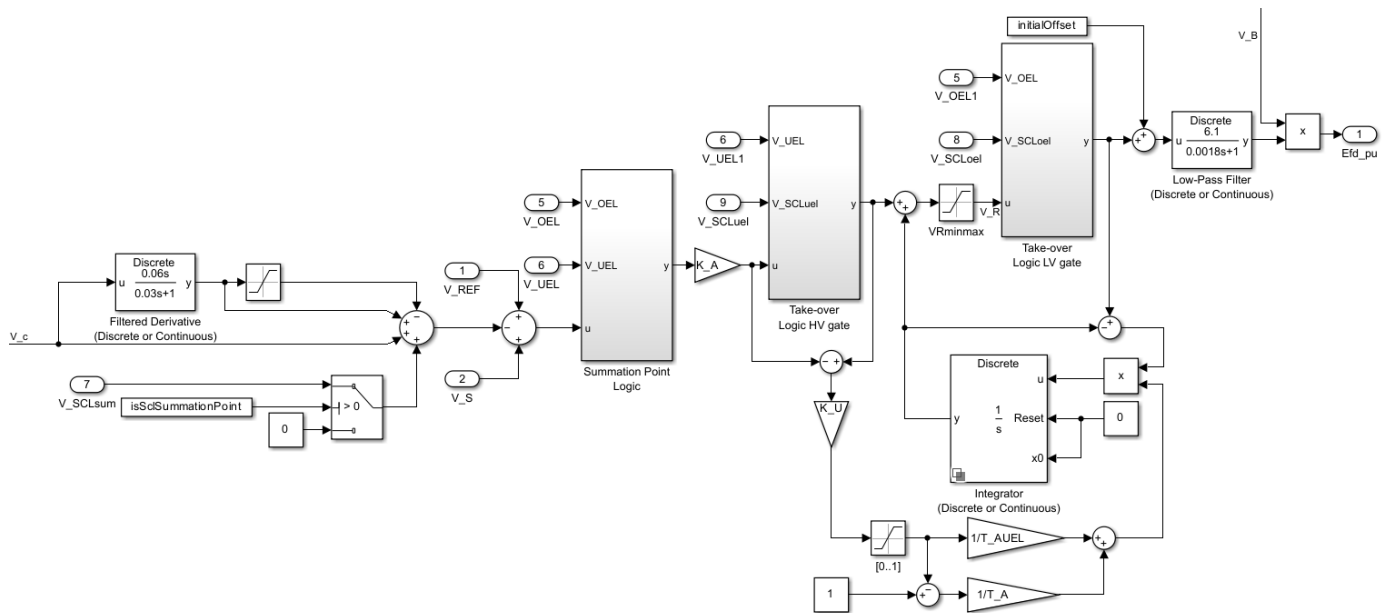 initialOffset
V_B
5
V_OEL1
V_OEL
8
V_SCLoel
V_SCLoel
y
u
V_R
VRminmax
Take-over
Logic LV gate
+
+
Discrete
6.1
0.0018s+1
u
y
Low-Pass Filter
(Discrete or Continuous)
x
1
Efd_pu
6
V_UEL1
V_UEL
9
V_SCLuel
V_SCLuel
y
u
Take-over
Logic HV gate
+
+
5
V_OEL
V_OEL
6
V_UEL
V_UEL
y
u
Summation Point
Logic
K_A
1
V_REF
+
−
+
2
V_S
Discrete
0.06s
0.03s+1
u
y
Filtered Derivative
(Discrete or Continuous)
V_c
−
+
+
+
7
V_SCLsum
isSclSummationPoint
> 0
0
− +
K_U
+
−
Discrete
u
y
1
s
Reset
x0
Integrator
(Discrete or Continuous)
x
0
[0..1]
1/T_AUEL
+
+
1
−
+
1/T_A